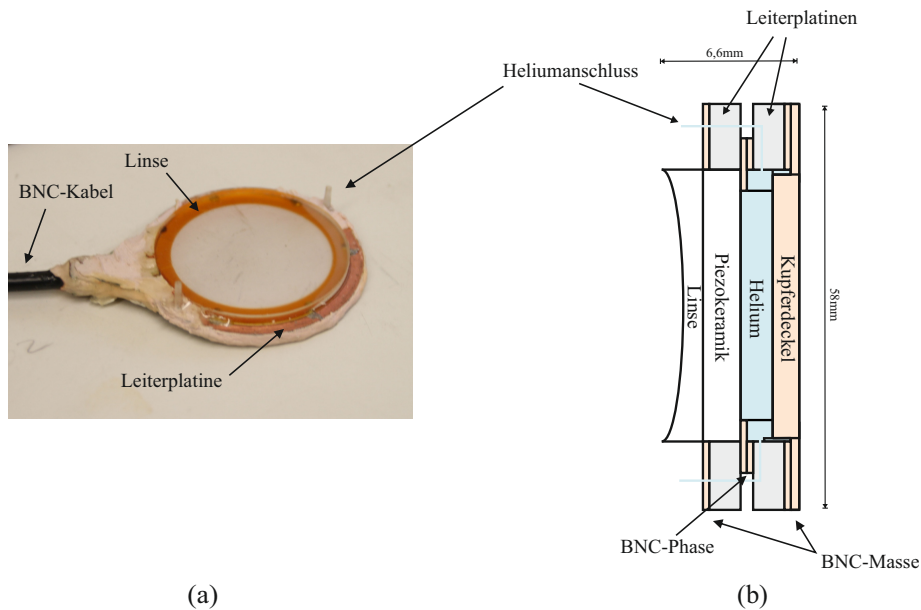 Leiterplatinen
6,6mm
Heliumanschluss
Linse
BNC-Kabel
Leiterplatine
Linse
Piezokeramik
Helium
Kupferdeckel
58mm
BNC-Phase
BNC-Masse
(a)
(b)